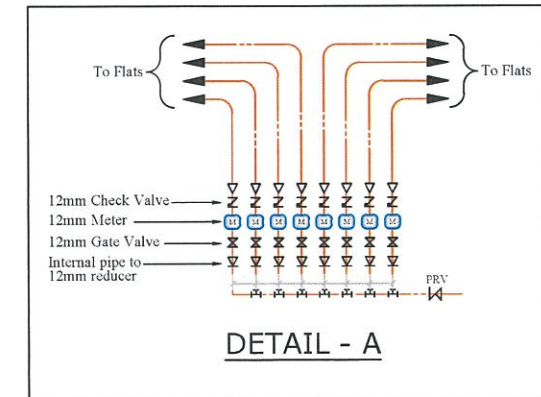 To Flats
To Flats
12mm Check Valve
12mm Meter
M M M M M M M M
12mm Gate Valve
Internal pipe to
12mm reducer
PRV
DETAIL - A